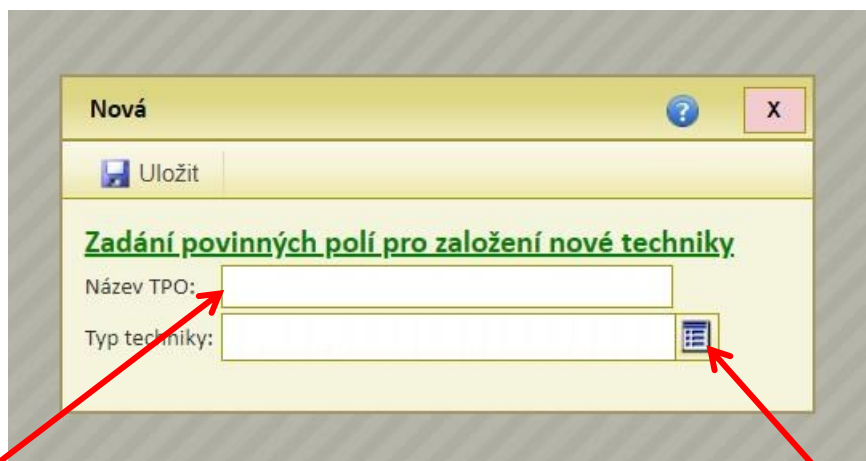 Nová
X
Uložit
Zadání povinných polí pro založení nové techniky
Název TPO:
Typ techniky: